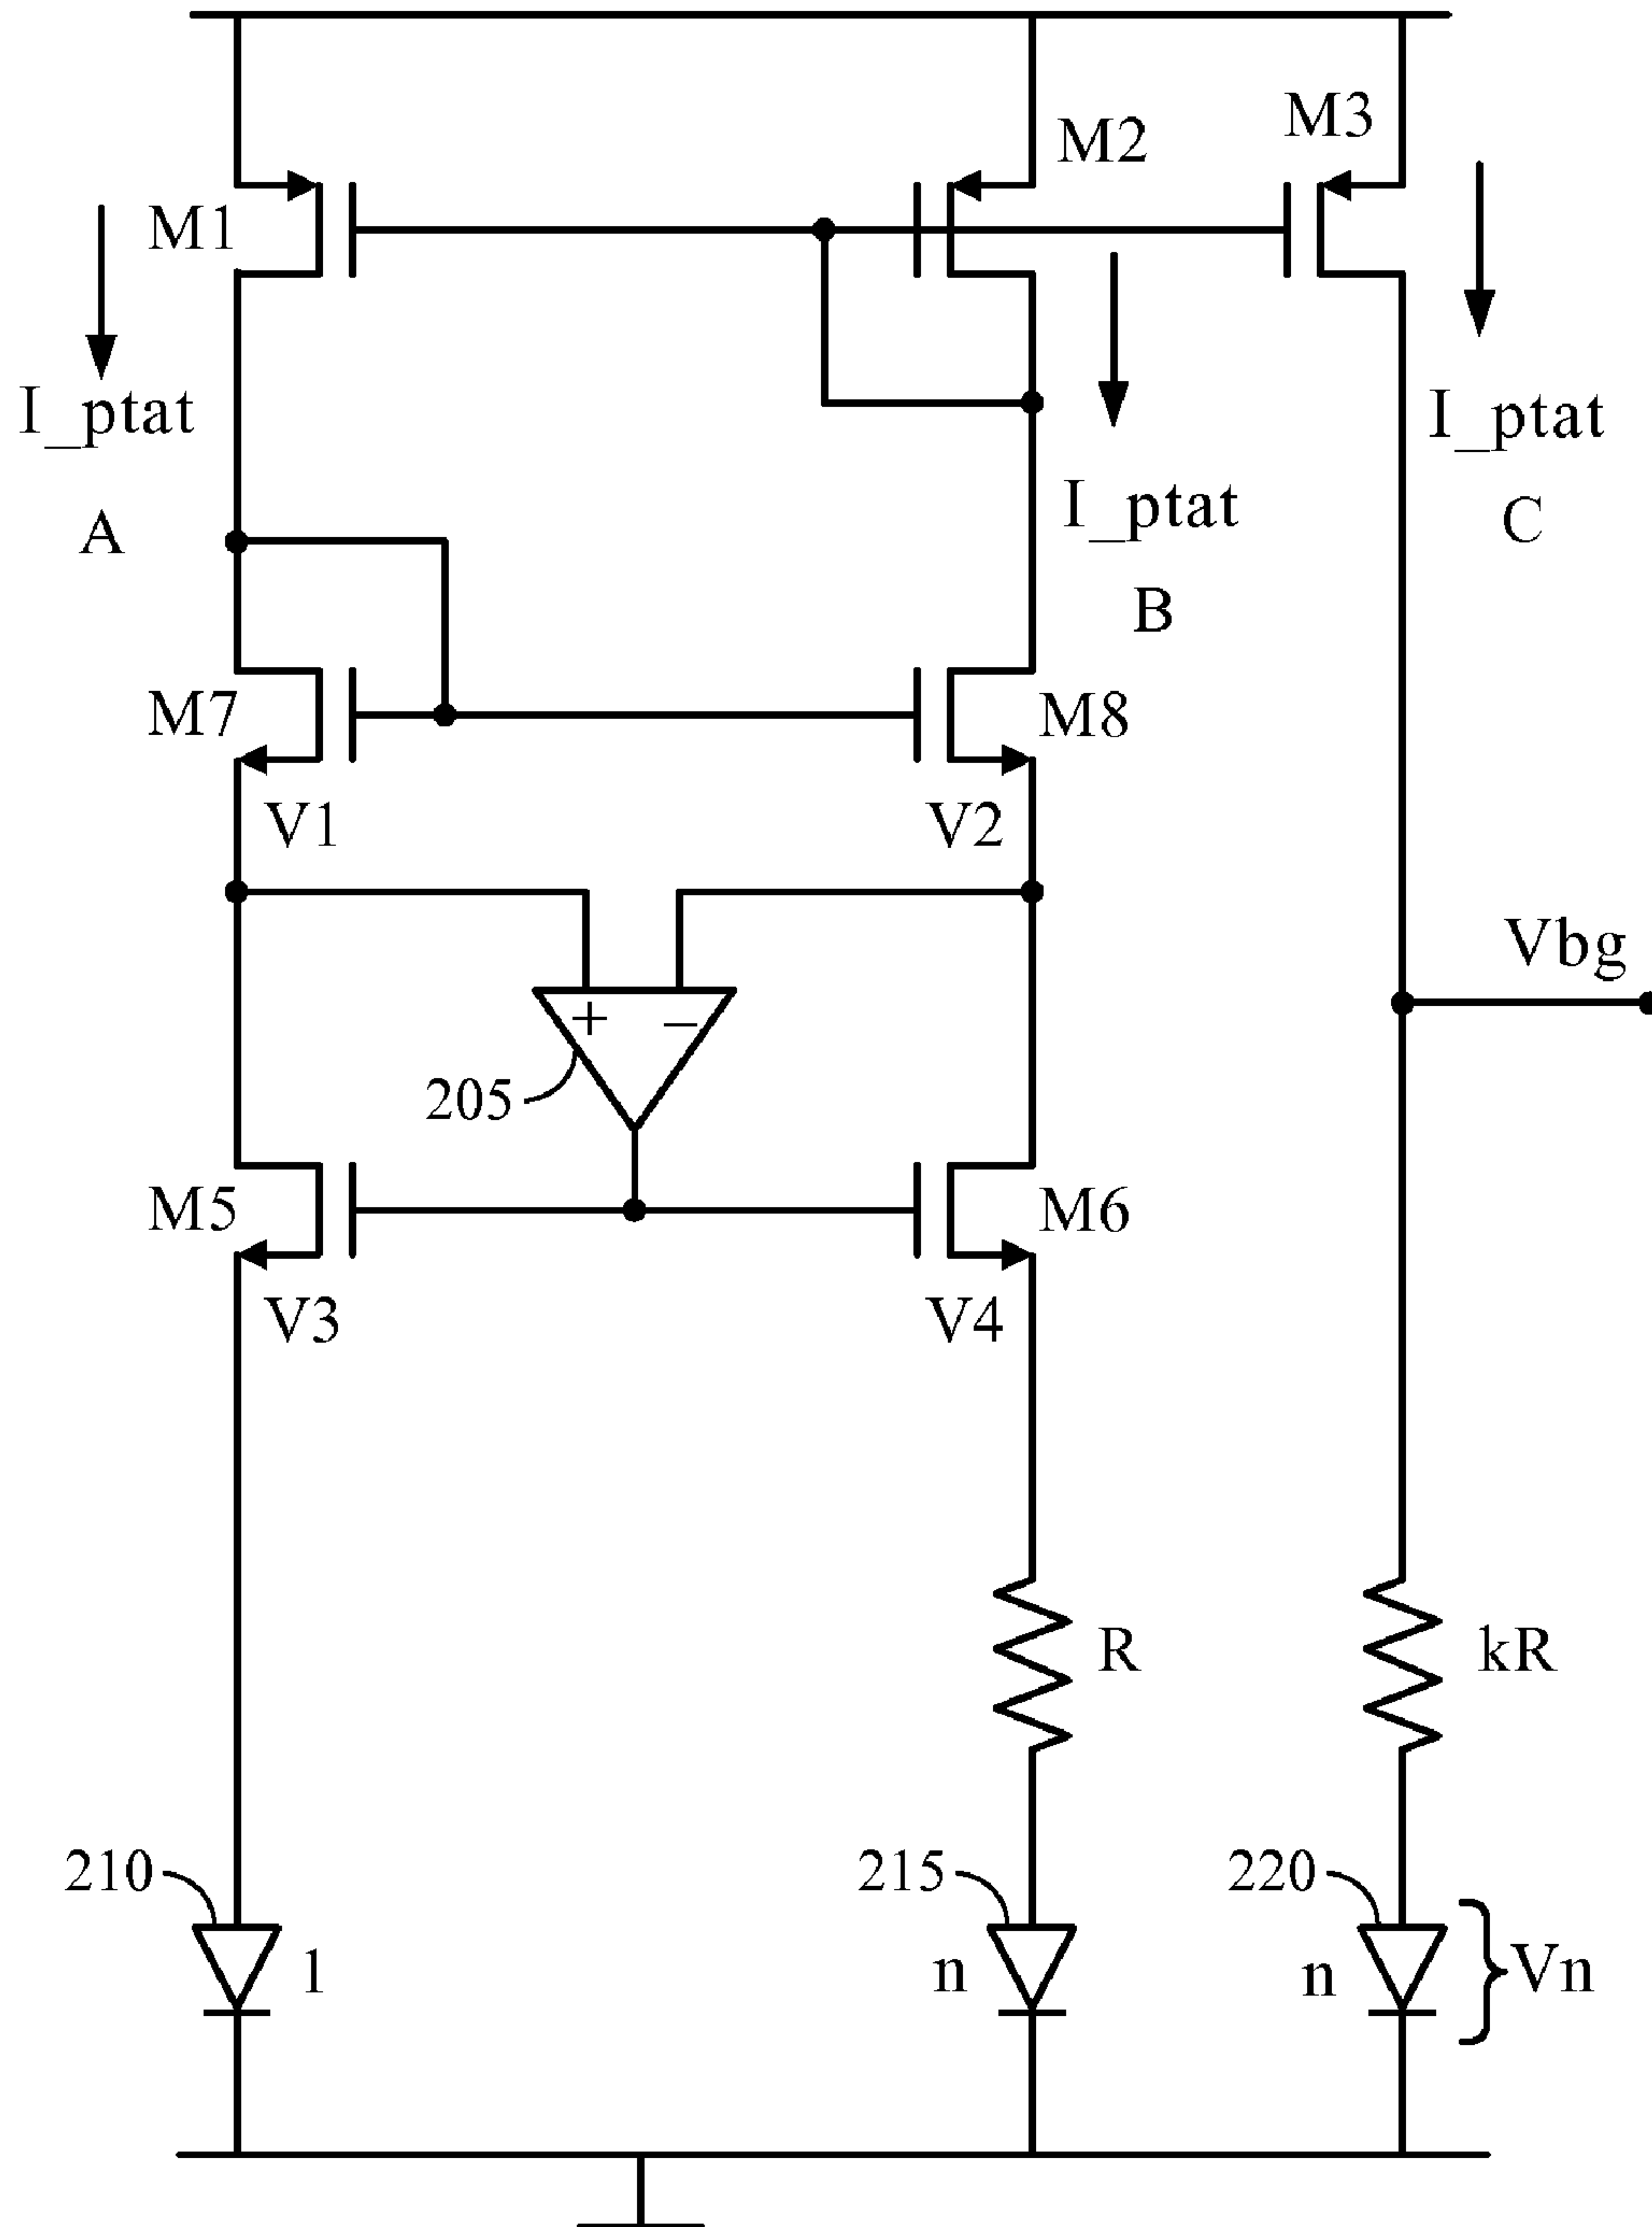 M3
M2
M1
I_ptat
I_ptat
I_ptat
A
C
B
M7
M8
V1
V2
Vbg
+
−
205
M5
M6
V3
V4
R
kR
210
215
220
1
n
n
Vn